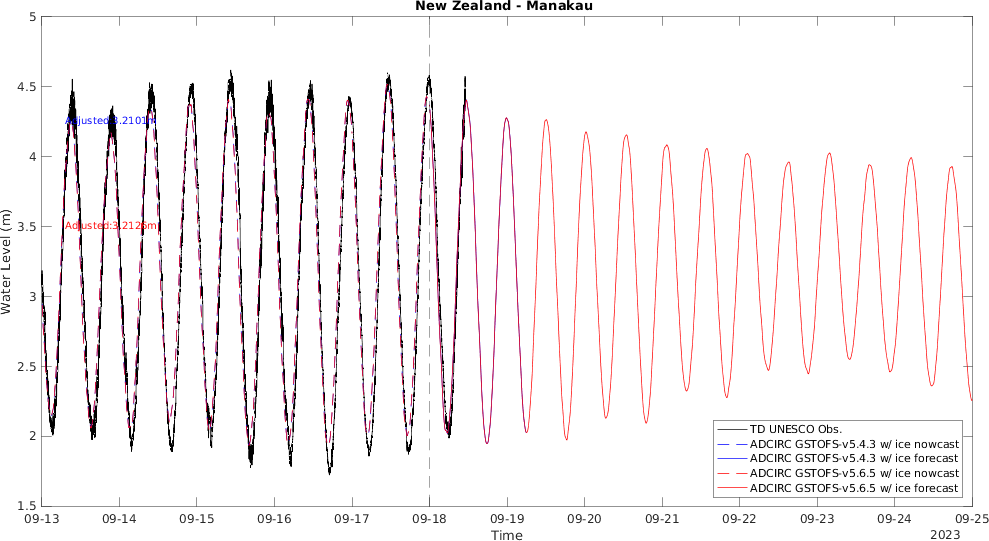 New Zealand - Manakau
5
4.5
4
3.5
3
2.5
2
1.5
Water Level (m)
Adjusted:3.2101m
Adjusted:3.2126m
TD UNESCO Obs.
ADCIRC GSTOFS-v5.4.3 w/ ice nowcast
ADCIRC GSTOFS-v5.4.3 w/ ice forecast
ADCIRC GSTOFS-v5.6.5 w/ ice nowcast
ADCIRC GSTOFS-v5.6.5 w/ ice forecast
09-13 09-14 09-15 09-16 09-17 09-18 09-19 09-20 09-21 09-22 09-23 09-24 09-25
Time
2023